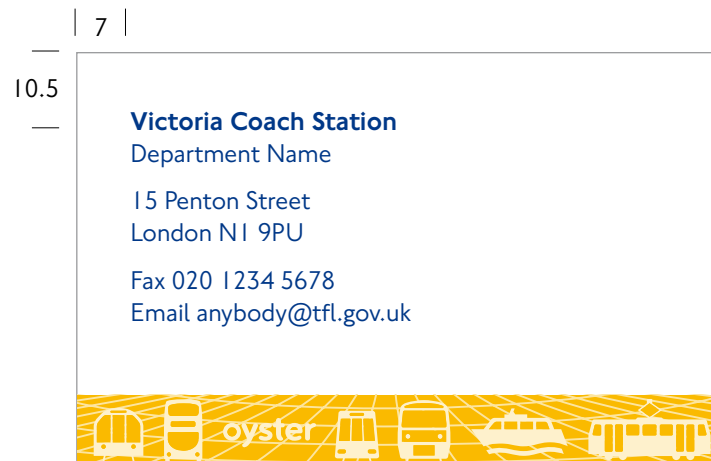 7
10.5
Victoria Coach Station
Department Name
15 Penton Street
London N1 9PU
Fax 020 1234 5678
Email anybody@tfl.gov.uk
oyster